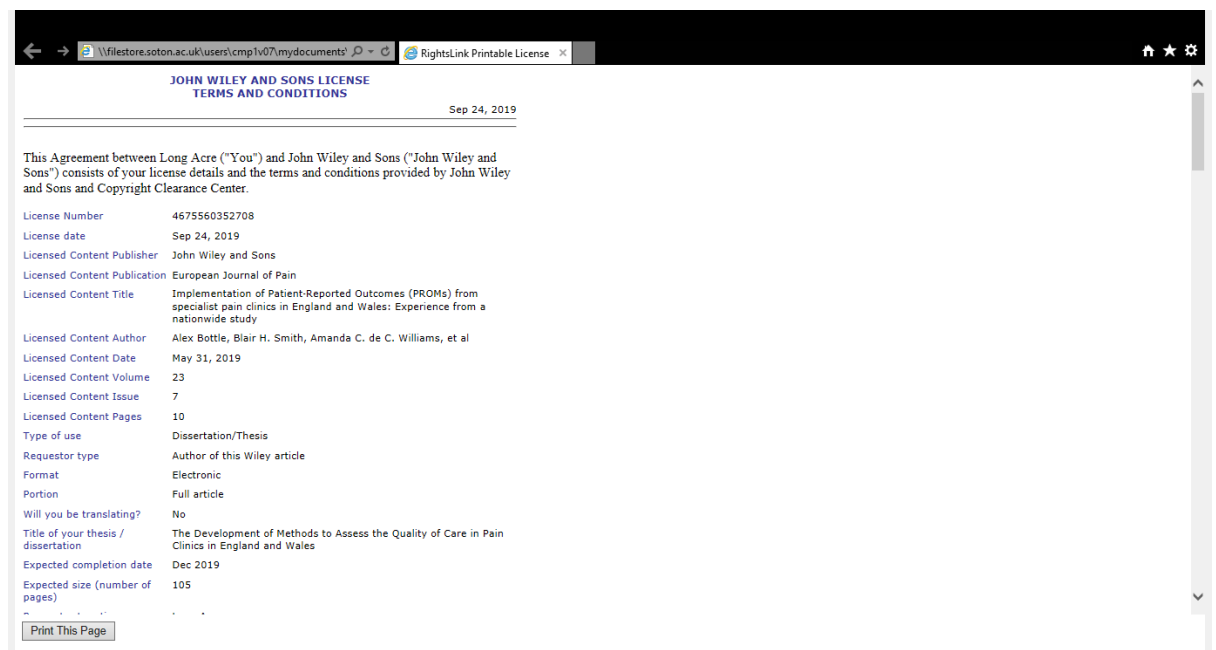 \\filestore.soton.ac.uk\users\cmp1v07\mydocuments'
RightsLink Printable License
JOHN WILEY AND SONS LICENSE
TERMS AND CONDITIONS
Sep 24, 2019
This Agreement between Long Acre ("You") and John Wiley and Sons ("John Wiley and
Sons") consists of your license details and the terms and conditions provided by John Wiley
and Sons and Copyright Clearance Center.
License Number 4675560352708
License date Sep 24, 2019
Licensed Content Publisher John Wiley and Sons
Licensed Content Publication European Journal of Pain
Licensed Content Title Implementation of Patient-Reported Outcomes (PROMs) from
specialist pain clinics in England and Wales: Experience from a
nationwide study
Licensed Content Author Alex Bottle, Blair H. Smith, Amanda C. de C. Williams, et al
Licensed Content Date May 31, 2019
Licensed Content Volume 23
Licensed Content Issue 7
Licensed Content Pages 10
Type of use Dissertation/Thesis
Requestor type Author of this Wiley article
Format Electronic
Portion Full article
Will you be translating? No
Title of your thesis / The Development of Methods to Assess the Quality of Care in Pain
dissertation Clinics in England and Wales
Expected completion date Dec 2019
Expected size (number of 105
pages)
Print This Page